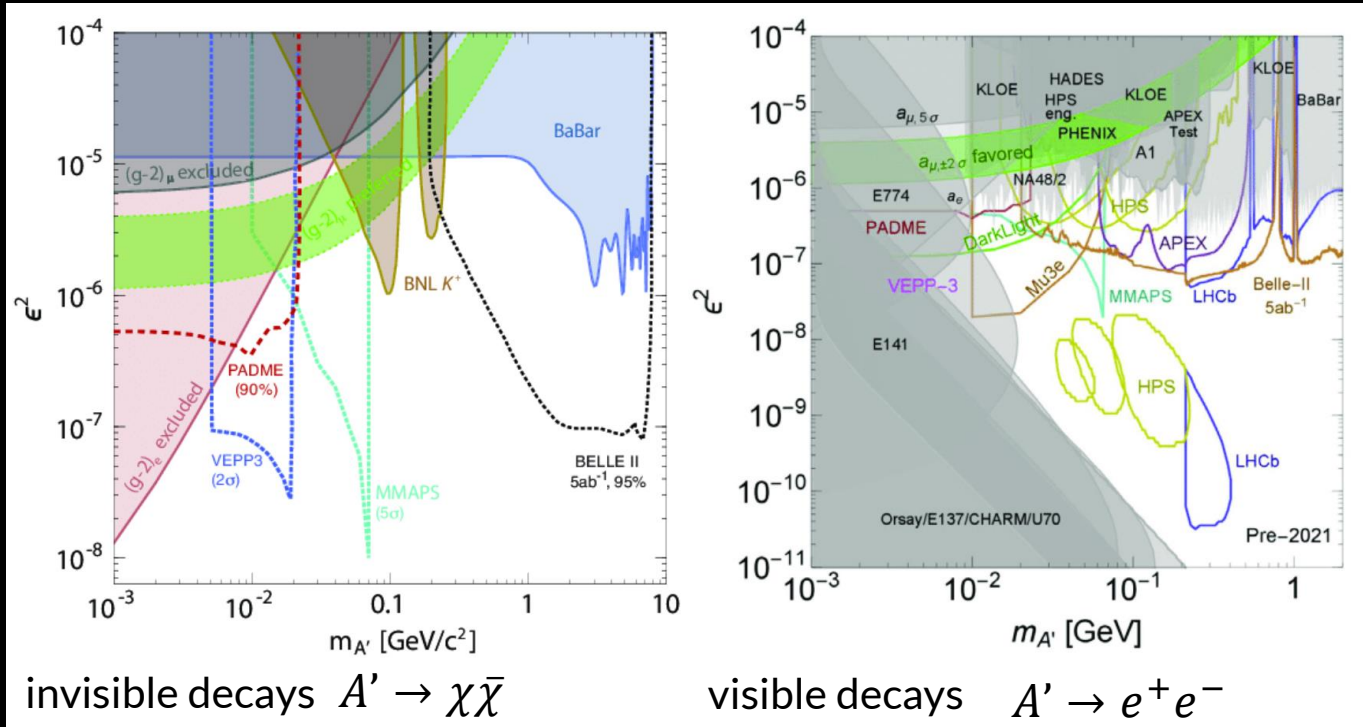 10⁻⁴
10⁻⁵
10⁻⁶
10⁻⁷
10⁻⁸
ε²
(g-2)μ excluded
(g-2)μ preferred
(g-2)e excluded
BaBar
BNL K⁺
PADME
(90%)
VEPP3
(2σ)
MMAPS
(5σ)
BELLE II
5ab⁻¹, 95%
10⁻³
10⁻²
0.1
1
10
mA' [GeV/c²]
10⁻⁴
10⁻⁵
10⁻⁶
10⁻⁷
10⁻⁸
10⁻⁹
10⁻¹⁰
10⁻¹¹
ε²
KLOE
HADES
HPS
eng.
PHENIX
KLOE
APEX
Test
KLOE
BaBar
aμ,5σ
aμ,±2σ favored
A1
NA48/2
E774
ae
HPS
PADME
DarkLight
APEX
VEPP-3
Mu3e
MMAPS
LHCb
Belle-II
5ab⁻¹
E141
HPS
LHCb
Orsay/E137/CHARM/U70
Pre-2021
10⁻³
10⁻²
10⁻¹
1
mA' [GeV]
invisible decays A' → χχ̄
visible decays A' → e⁺e⁻